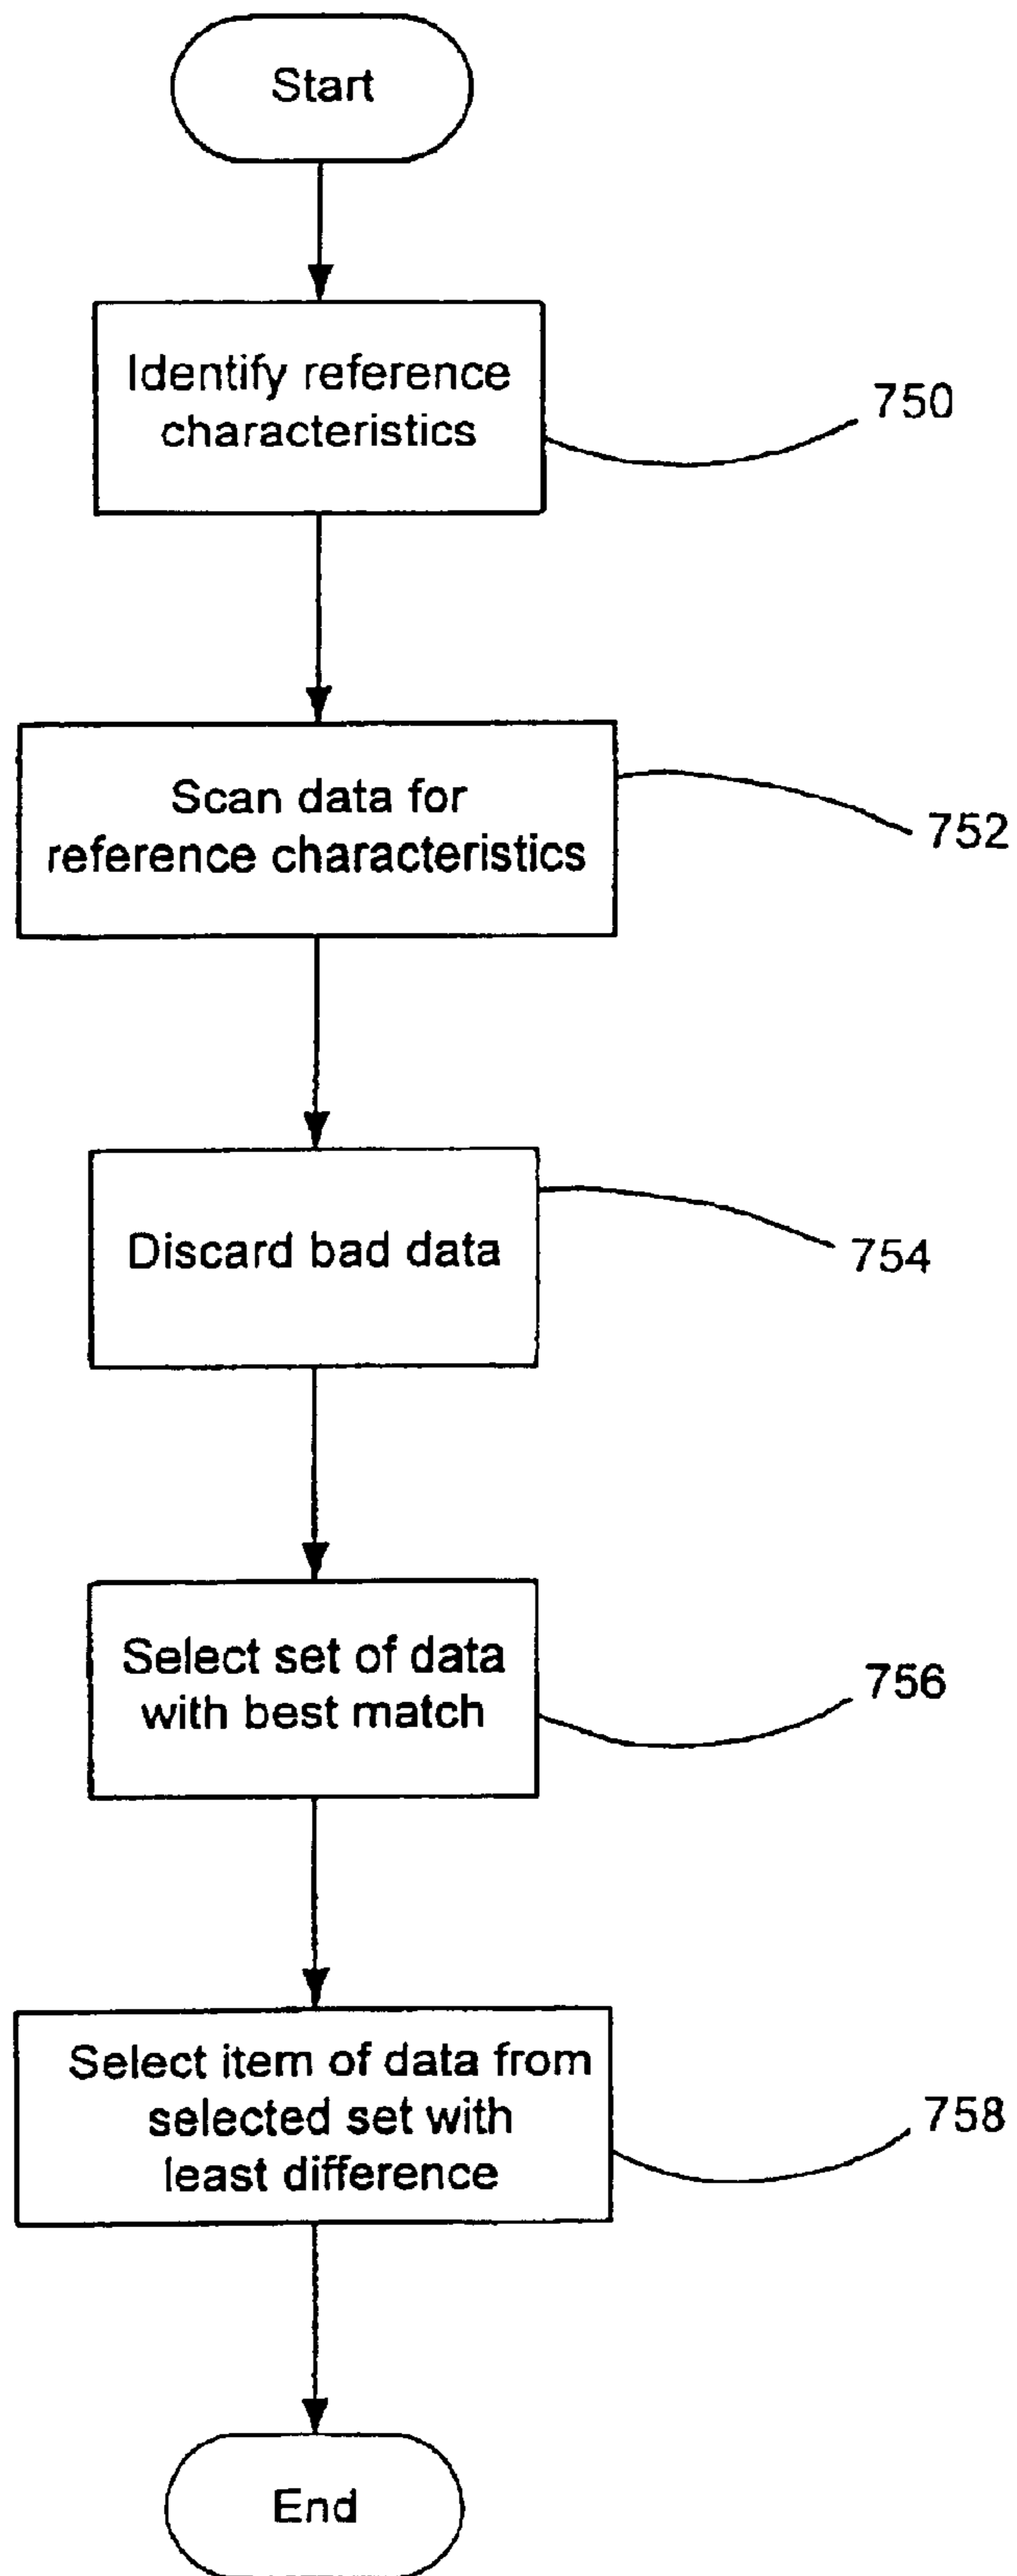 Start
Identify reference
characteristics
750
Scan data for
reference characteristics
752
Discard bad data
754
Select set of data
with best match
756
Select item of data from
selected set with
least difference
758
End